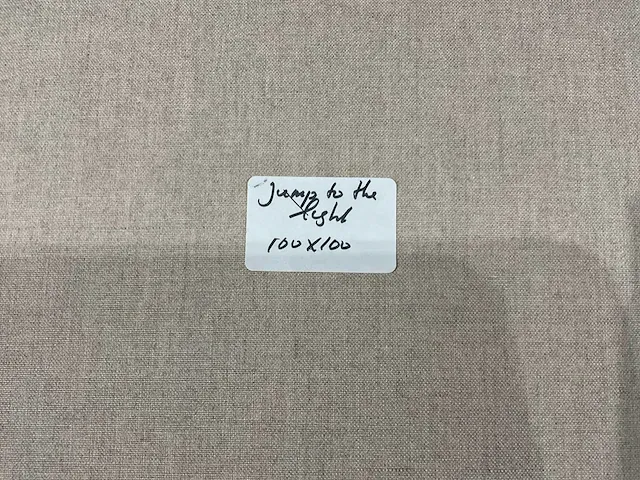 Jump to the
light
100x100